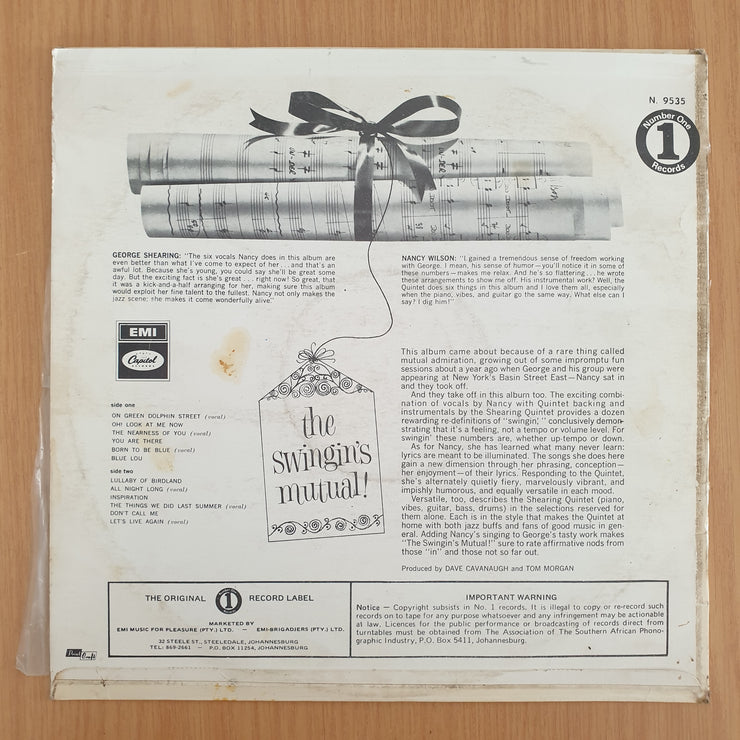 N. 9535
Number One
1
Records
GEORGE SHEARING: "The six vocals Nancy does in this album are
even better than what I've come to expect of her . . . and that's an
awful lot. Because she's young, you could say she'll be great some
day. But the exciting fact is she's great . . . right now! So great, that
it was a kick-and-a-half arranging for her, making sure this album
would exploit her fine talent to the fullest. Nancy not only makes the
jazz scene; she makes it come wonderfully alive."
NANCY WILSON: "I gained a tremendous sense of freedom working
with George. I mean, his sense of humor—you'll notice it in some of
these numbers—makes me relax. And he's so flattering . . . he wrote
these arrangements to show me off. His instrumental work? Well, the
Quintet does six things in this album and I love them all, especially
when the piano, vibes, and guitar go the same way. What else can I
say? I dig him!"
EMI
Capitol
RECORDS
side one
ON GREEN DOLPHIN STREET (vocal)
OH! LOOK AT ME NOW
THE NEARNESS OF YOU (vocal)
YOU ARE THERE
BORN TO BE BLUE (vocal)
BLUE LOU
side two
LULLABY OF BIRDLAND
ALL NIGHT LONG (vocal)
INSPIRATION
THE THINGS WE DID LAST SUMMER (vocal)
DON'T CALL ME
LET'S LIVE AGAIN (vocal)
the
swingin's
mutual!
This album came about because of a rare thing called
mutual admiration, growing out of some impromptu fun
sessions about a year ago when George and his group were
appearing at New York's Basin Street East—Nancy sat in
and they took off.
And they take off in this album too. The exciting combi-
nation of vocals by Nancy with Quintet backing and
instrumentals by the Shearing Quintet provides a dozen
rewarding re-definitions of "swingin'," conclusively demon-
strating that it's a feeling, not a tempo or volume level. For
swingin' these numbers are, whether up-tempo or down.
As for Nancy, she has learned what many never learn:
lyrics are meant to be illuminated. The songs she does here
gain a new dimension through her phrasing, conception—
her enjoyment—of their lyrics. Responding to the Quintet,
she's alternately quietly fiery, marvelously vibrant, and
impishly humorous, and equally versatile in each mood.
Versatile, too, describes the Shearing Quintet (piano,
vibes, guitar, bass, drums) in the selections reserved for
them alone. Each is in the style that makes the Quintet at
home with both jazz buffs and fans of good music in gen-
eral. Adding Nancy's singing to George's tasty work makes
"The Swingin's Mutual!" sure to rate affirmative nods from
those "in" and those not so far out.
Produced by DAVE CAVANAUGH and TOM MORGAN
THE ORIGINAL Number One 1 Records RECORD LABEL
MARKETED BY
EMI MUSIC FOR PLEASURE (PTY.) LTD. — EMI-BRIGADIERS (PTY.) LTD.
32 STEELE ST., STEELEDALE, JOHANNESBURG
TEL: 869-2661 - P.O. BOX 11254, JOHANNESBURG
IMPORTANT WARNING
Notice — Copyright subsists in No. 1 records. It is illegal to copy or re-record such
records on to tape for any purpose whatsoever and any infringement may be actionable
at law. Licences for the public performance or broadcasting of records direct from
turntables must be obtained from The Association of The Southern African Phono-
graphic Industry, P.O. Box 5411, Johannesburg.